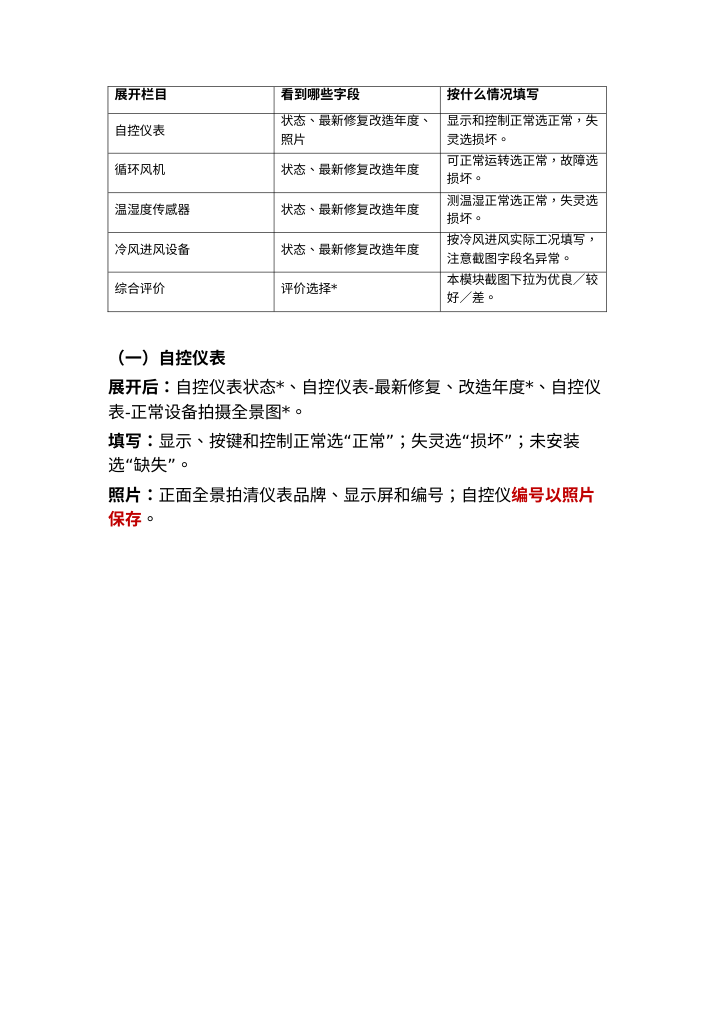 展开栏目 看到哪些字段 按什么情况填写
自控仪表 状态、最新修复改造年度、照片 显示和控制正常选正常，失灵选损坏。
循环风机 状态、最新修复改造年度 可正常运转选正常，故障选损坏。
温湿度传感器 状态、最新修复改造年度 测温湿正常选正常，失灵选损坏。
冷风进风设备 状态、最新修复改造年度 按冷风进风实际工况填写，注意截图字段名异常。
综合评价 评价选择* 本模块截图下拉为优良／较好／差。
（一）自控仪表
展开后：自控仪表状态*、自控仪表-最新修复、改造年度*、自控仪
表-正常设备拍摄全景图*。
填写：显示、按键和控制正常选“正常”；失灵选“损坏”；未安装
选“缺失”。
照片：正面全景拍清仪表品牌、显示屏和编号；自控仪编号以照片
保存。